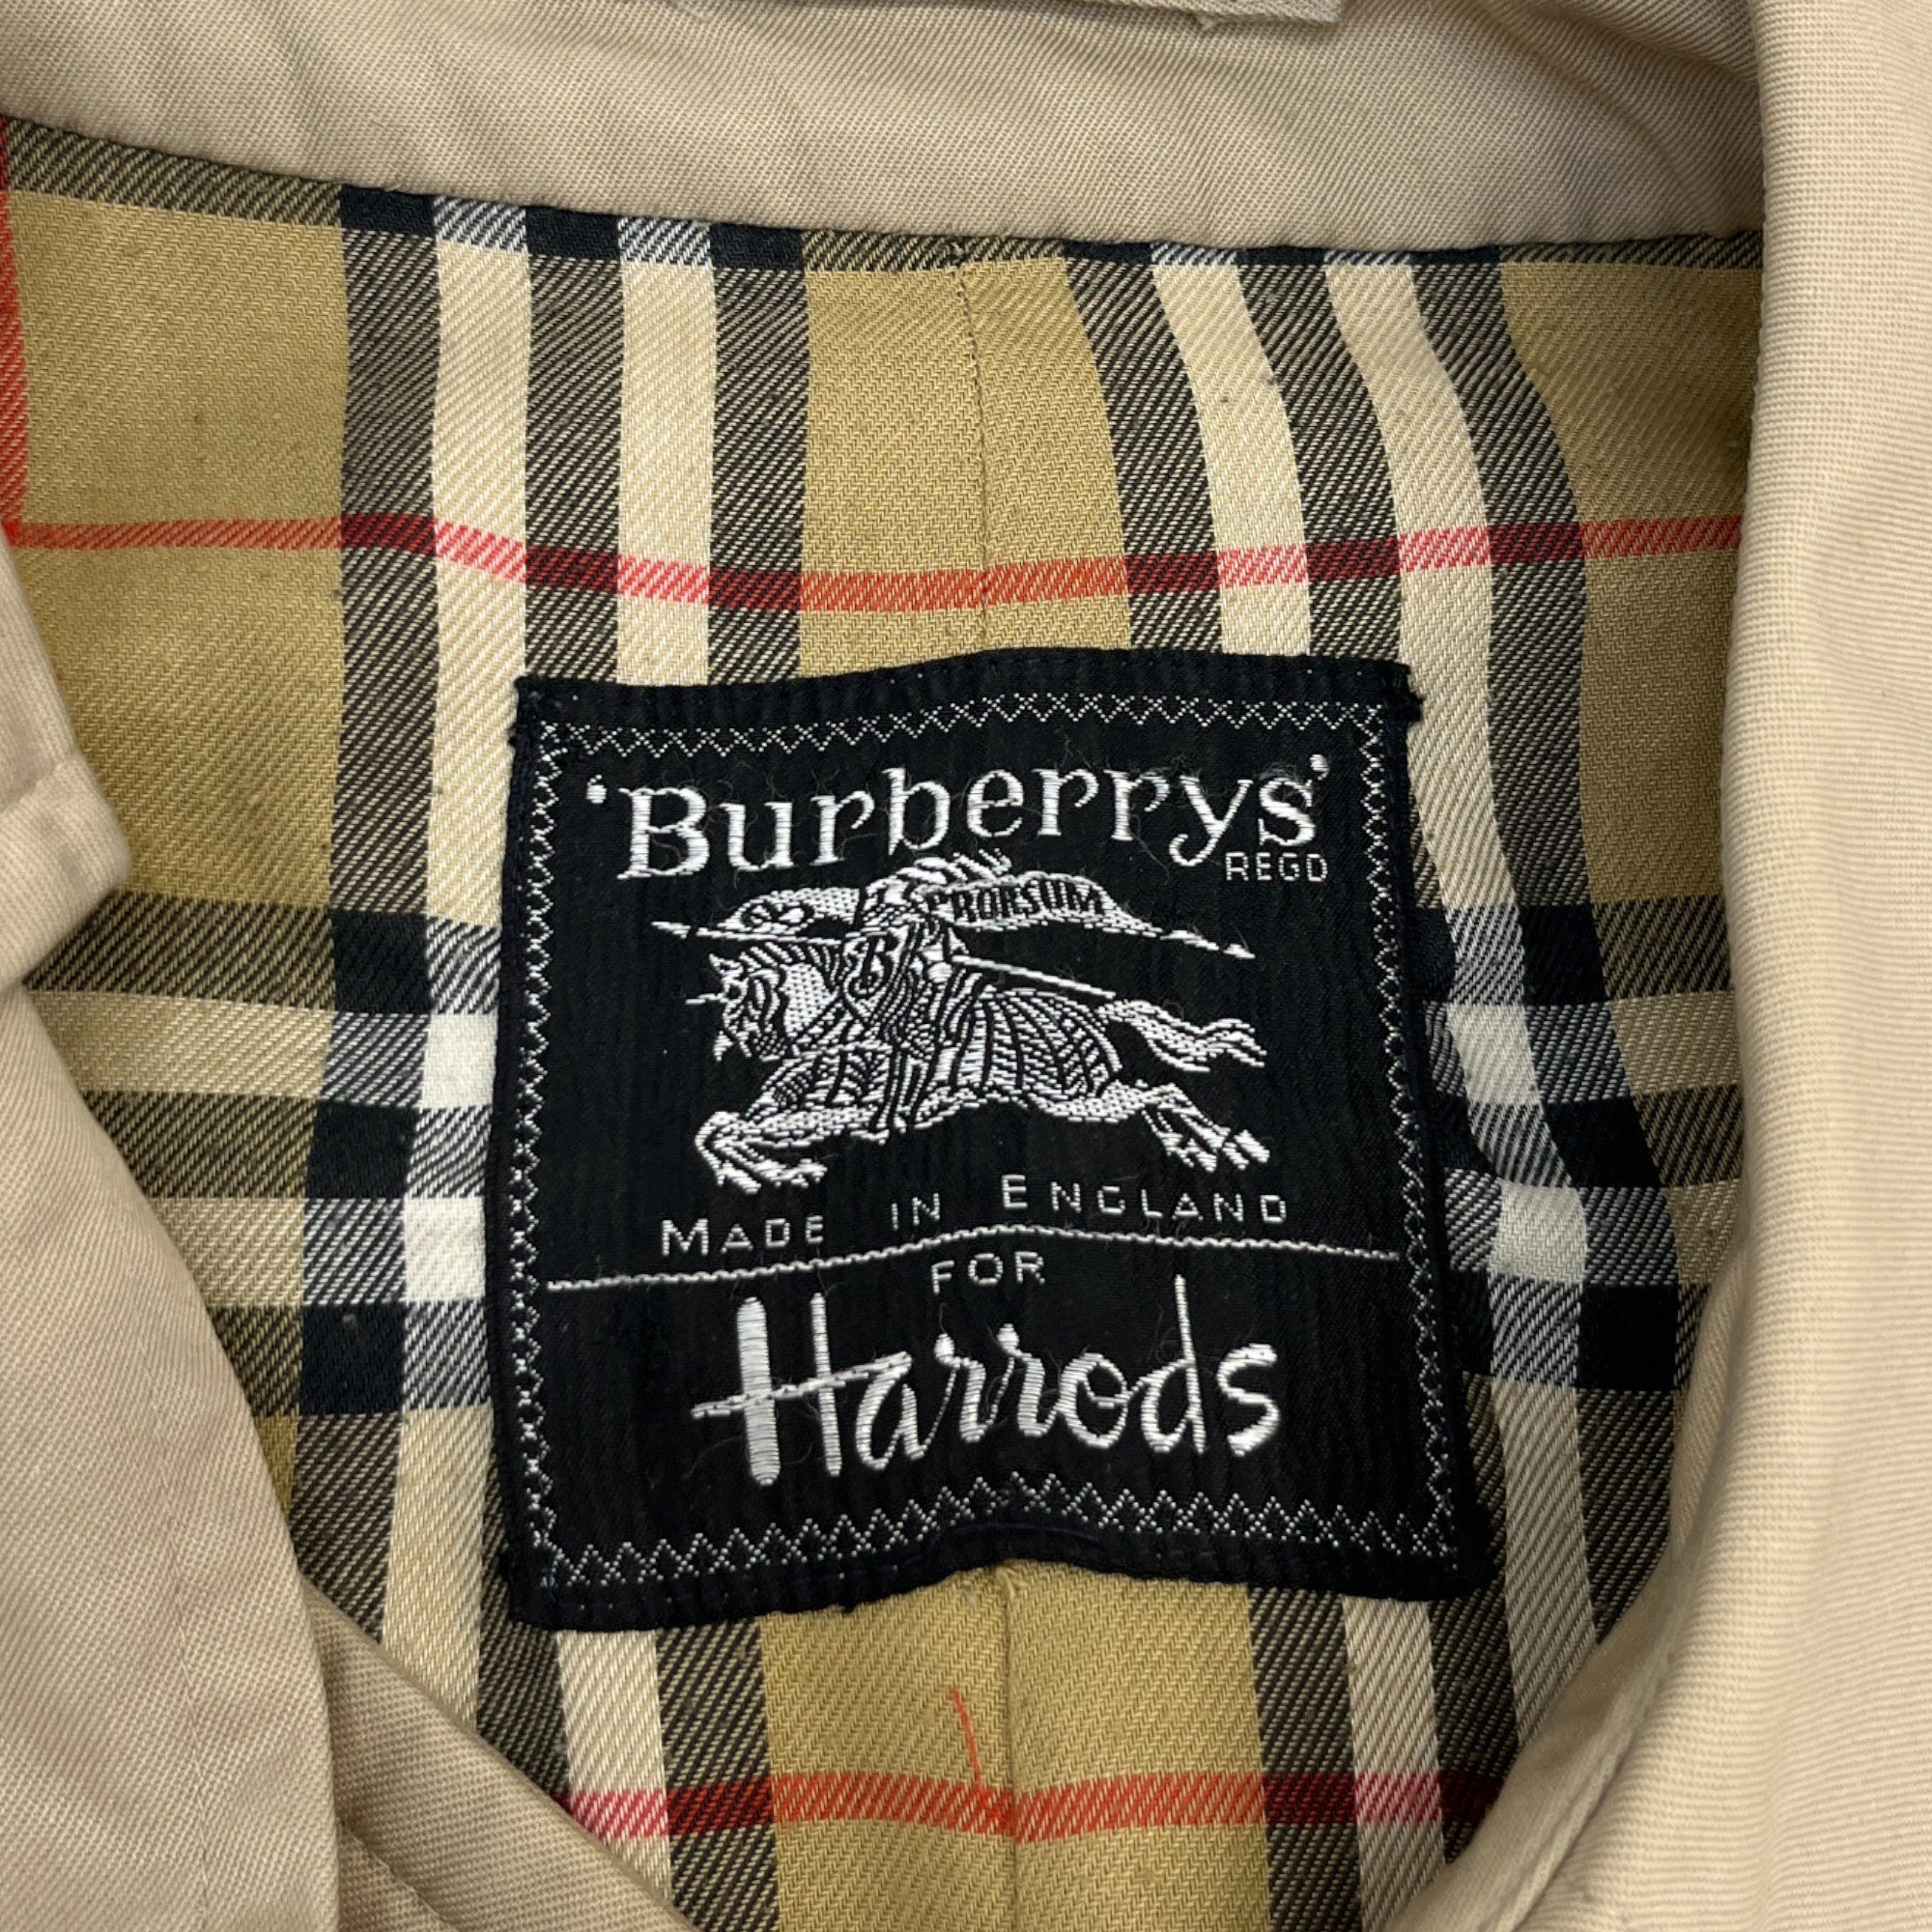 'Burberrys'
REGD
PRORSUM
B
MADE IN ENGLAND
FOR
Harrods